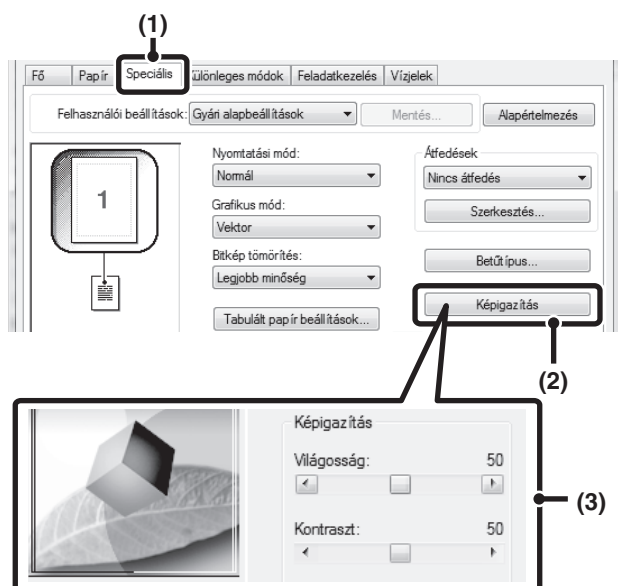 (1)
Fő Papír Speciális ülönleges módok Feladatkezelés Vízjelek
Felhasználói beállítások: Gyári alapbeállítások Mentés... Alapértelmezés
1
Nyomtatási mód:
Normál
Grafikus mód:
Vektor
Bitkép tömörítés:
Legjobb minőség
Tabulált papír beállítások...
Átfedések
Nincs átfedés
Szerkesztés...
Betűtípus...
Képigazítás
(2)
Képigazítás
Világosság: 50
Kontraszt: 50
(3)